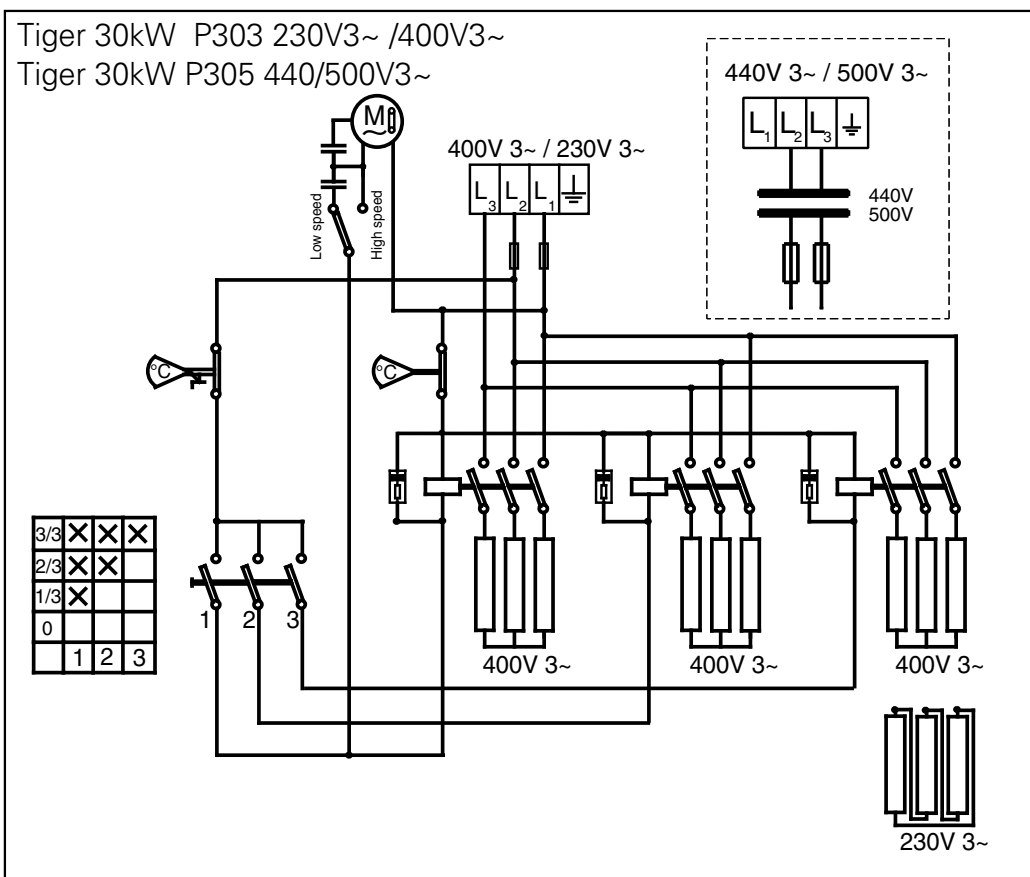 Tiger 30kW P303 230V3~ /400V3~
Tiger 30kW P305 440/500V3~
440V 3~ / 500V 3~
L1 L2 L3
440V
500V
M
~
400V 3~ / 230V 3~
L3 L2 L1
Low speed
High speed
°C
°C
3/3 X X X
2/3 X X
1/3 X
0
1 2 3
1 2 3
400V 3~
400V 3~
400V 3~
230V 3~